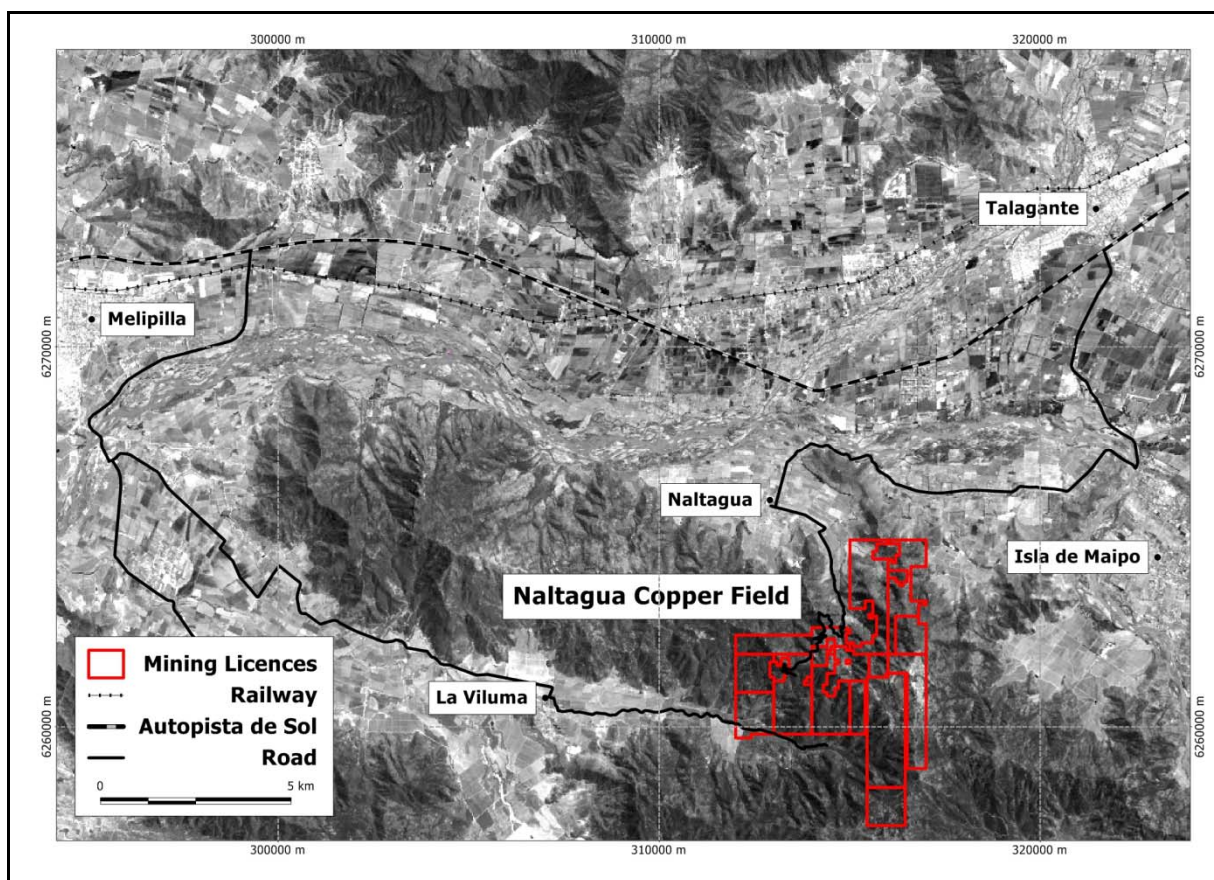 300000 m
310000 m
320000 m
Talagante
Melipilla
6270000 m
6270000 m
Naltagua
Isla de Maipo
Naltagua Copper Field
Mining Licences
Railway
La Viluma
Autopista de Sol
6260000 m
6260000 m
Road
0
5 km
300000 m
310000 m
320000 m